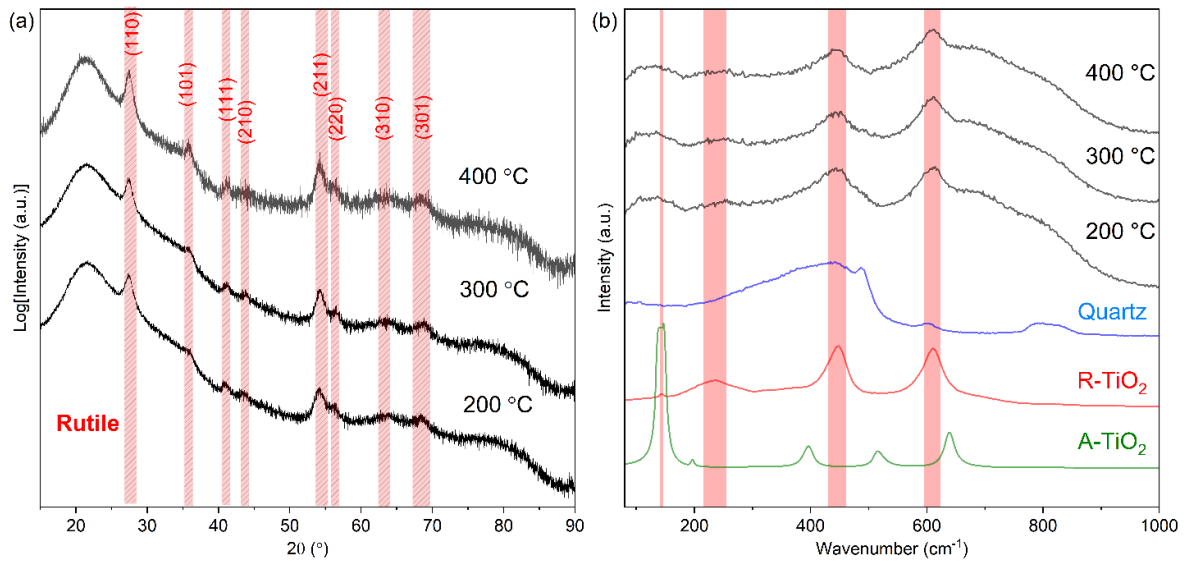 (a)
Log[Intensity (a.u.)]
(110)
(101)
(111)
(210)
(211)
(220)
(310)
(301)
400 °C
300 °C
200 °C
Rutile
20 30 40 50 60 70 80 90
2θ (°)
(b)
Intensity (a.u.)
400 °C
300 °C
200 °C
Quartz
R-TiO₂
A-TiO₂
200 400 600 800 1000
Wavenumber (cm⁻¹)